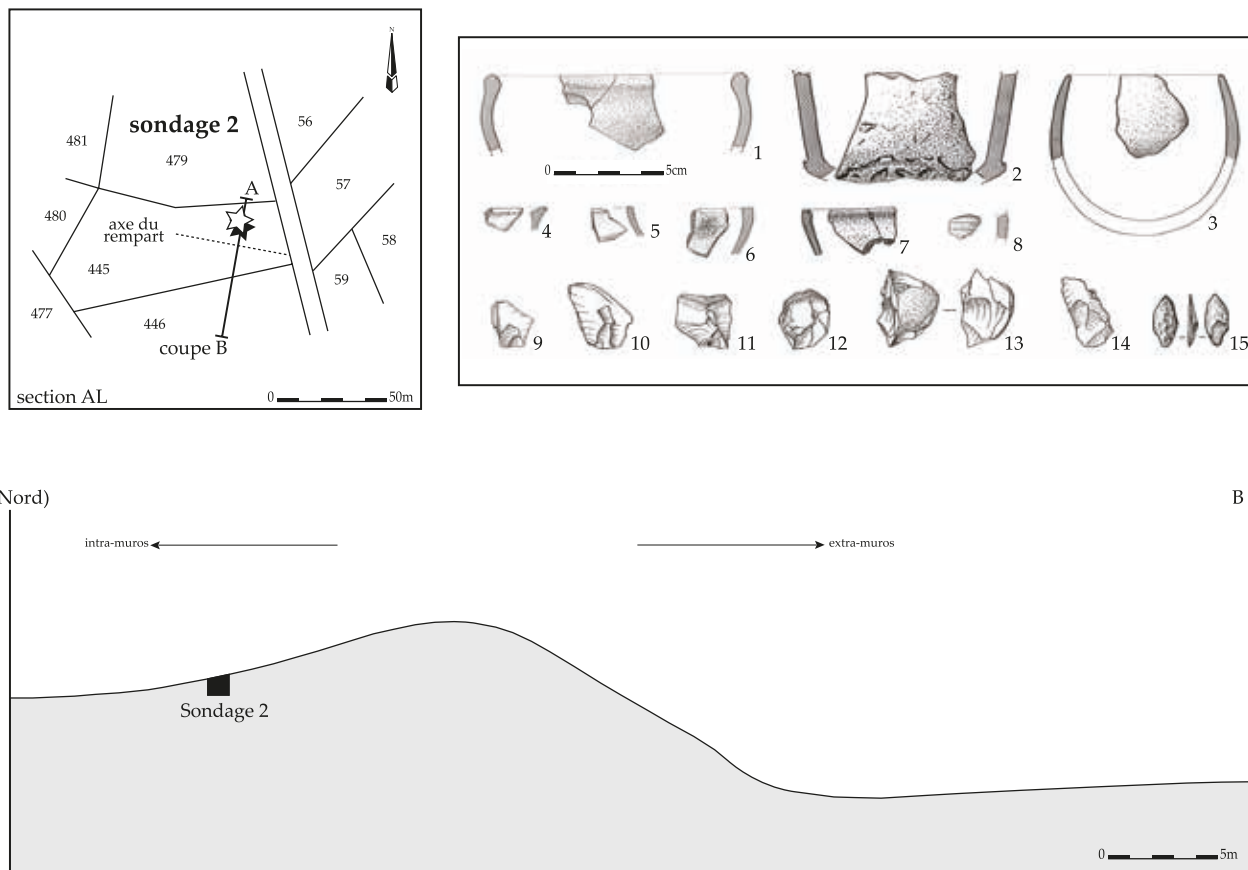 N
sondage 2
56
481
479
57
A
480
axe du
rempart
58
445
59
477
446
coupe B
section AL
0 50m
1
2
3
0 5cm
4
5
6
7
8
9
10
11
12
13
14
15
Nord)
B
intra-muros
extra-muros
Sondage 2
0 5m